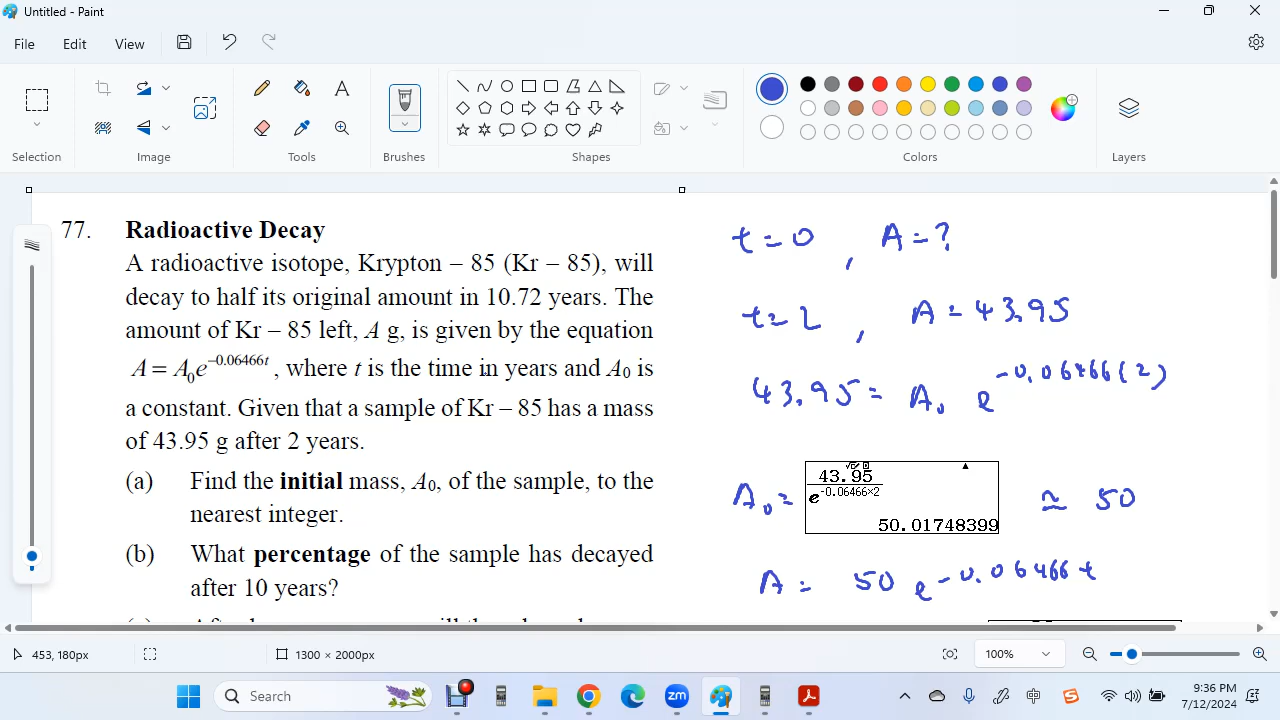 Untitled - Paint
File Edit View
Selection Image Tools Brushes Shapes Colors Layers
77. Radioactive Decay
A radioactive isotope, Krypton – 85 (Kr – 85), will
decay to half its original amount in 10.72 years. The
amount of Kr – 85 left, A g, is given by the equation
A = A₀e^−0.06466t, where t is the time in years and A₀ is
a constant. Given that a sample of Kr – 85 has a mass
of 43.95 g after 2 years.
(a) Find the initial mass, A₀, of the sample, to the
nearest integer.
(b) What percentage of the sample has decayed
after 10 years?
t = 0 , A = ?
t = 2 , A = 43.95
43.95 = A₀ e^−0.06466(2)
A₀ = 43.95 / e^−0.06466×2
50.01748399
≃ 50
A = 50 e^−0.06466t
453, 180px
1300 × 2000px
100%
Search
zm
中
9:36 PM
7/12/2024